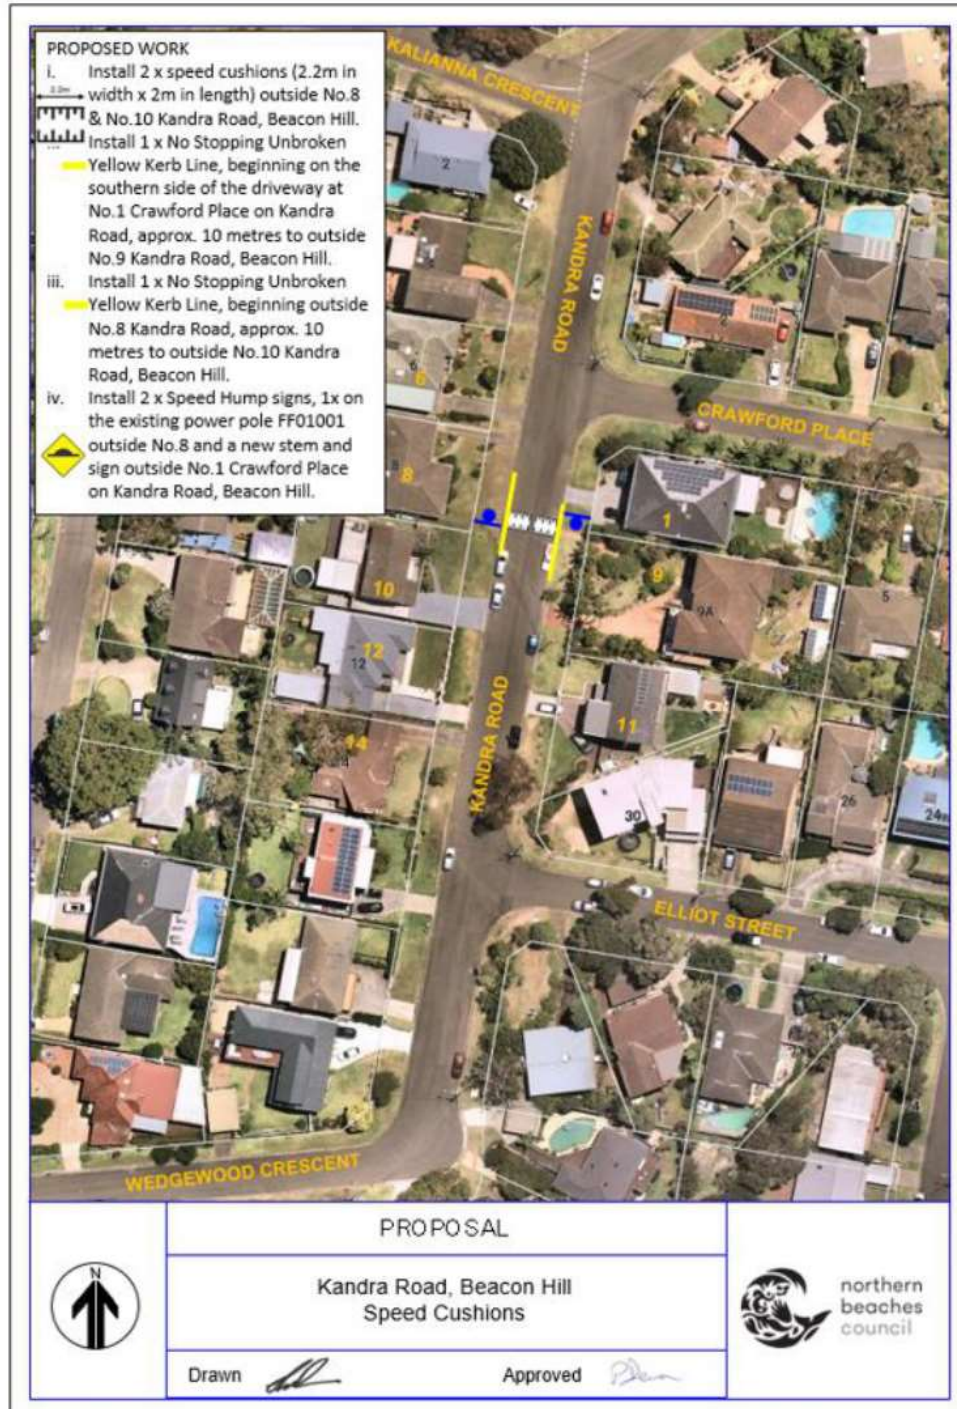 PROPOSED WORK
i. Install 2 x speed cushions (2.2m in
2.2m
width x 2m in length) outside No.8
& No.10 Kandra Road, Beacon Hill.
Install 1 x No Stopping Unbroken
Yellow Kerb Line, beginning on the
southern side of the driveway at
No.1 Crawford Place on Kandra
Road, approx. 10 metres to outside
No.9 Kandra Road, Beacon Hill.
iii. Install 1 x No Stopping Unbroken
Yellow Kerb Line, beginning outside
No.8 Kandra Road, approx. 10
metres to outside No.10 Kandra
Road, Beacon Hill.
iv. Install 2 x Speed Hump signs, 1x on
the existing power pole FF01001
outside No.8 and a new stem and
sign outside No.1 Crawford Place
on Kandra Road, Beacon Hill.
KALIANNA CRESCENT
2
KANDRA ROAD
6
CRAWFORD PLACE
8
1
10
9
9A
5
12
12
KANDRA ROAD
11
14
30
26
24
ELLIOT STREET
WEDGEWOOD CRESCENT
N
PROPOSAL
Kandra Road, Beacon Hill
Speed Cushions
Drawn
Approved
northern
beaches
council